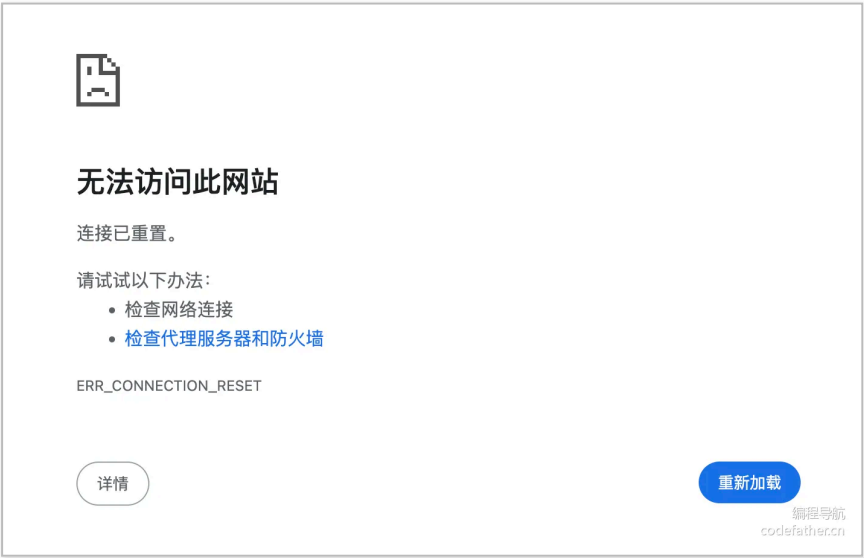 无法访问此网站
连接已重置。
请试试以下办法：
检查网络连接
检查代理服务器和防火墙
ERR_CONNECTION_RESET
详情
重新加载
编程导航
codefather.cn